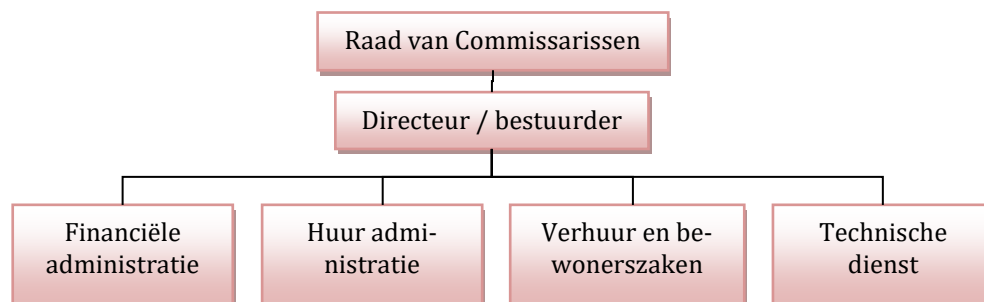 Raad van Commissarissen
Directeur / bestuurder
Financiële
administratie
Huur admi-
nistratie
Verhuur en be-
wonerszaken
Technische
dienst